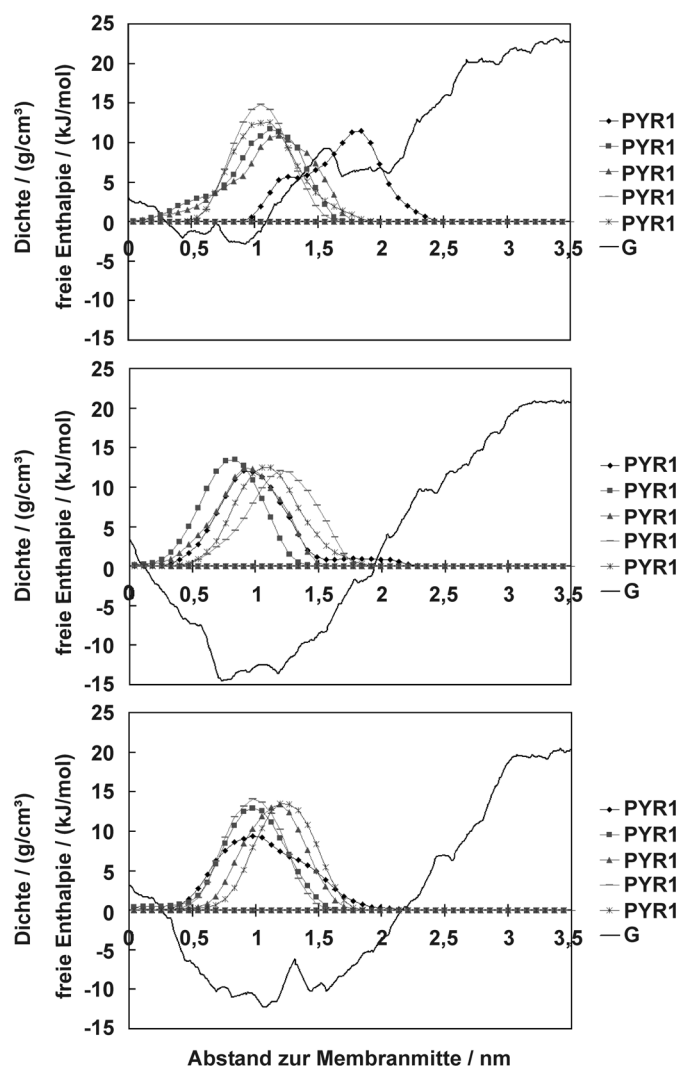 25
20
15
10
5
0
-5
-10
-15
0 0,5 1 1,5 2 2,5 3 3,5
Dichte / (g/cm³)
freie Enthalpie / (kJ/mol)
PYR1
PYR1
PYR1
PYR1
PYR1
G
25
20
15
10
5
0
-5
-10
-15
0 0,5 1 1,5 2 2,5 3 3,5
Dichte / (g/cm³)
freie Enthalpie / (kJ/mol)
PYR1
PYR1
PYR1
PYR1
PYR1
G
25
20
15
10
5
0
-5
-10
-15
0 0,5 1 1,5 2 2,5 3 3,5
Dichte / (g/cm³)
freie Enthalpie / (kJ/mol)
PYR1
PYR1
PYR1
PYR1
PYR1
G
Abstand zur Membranmitte / nm